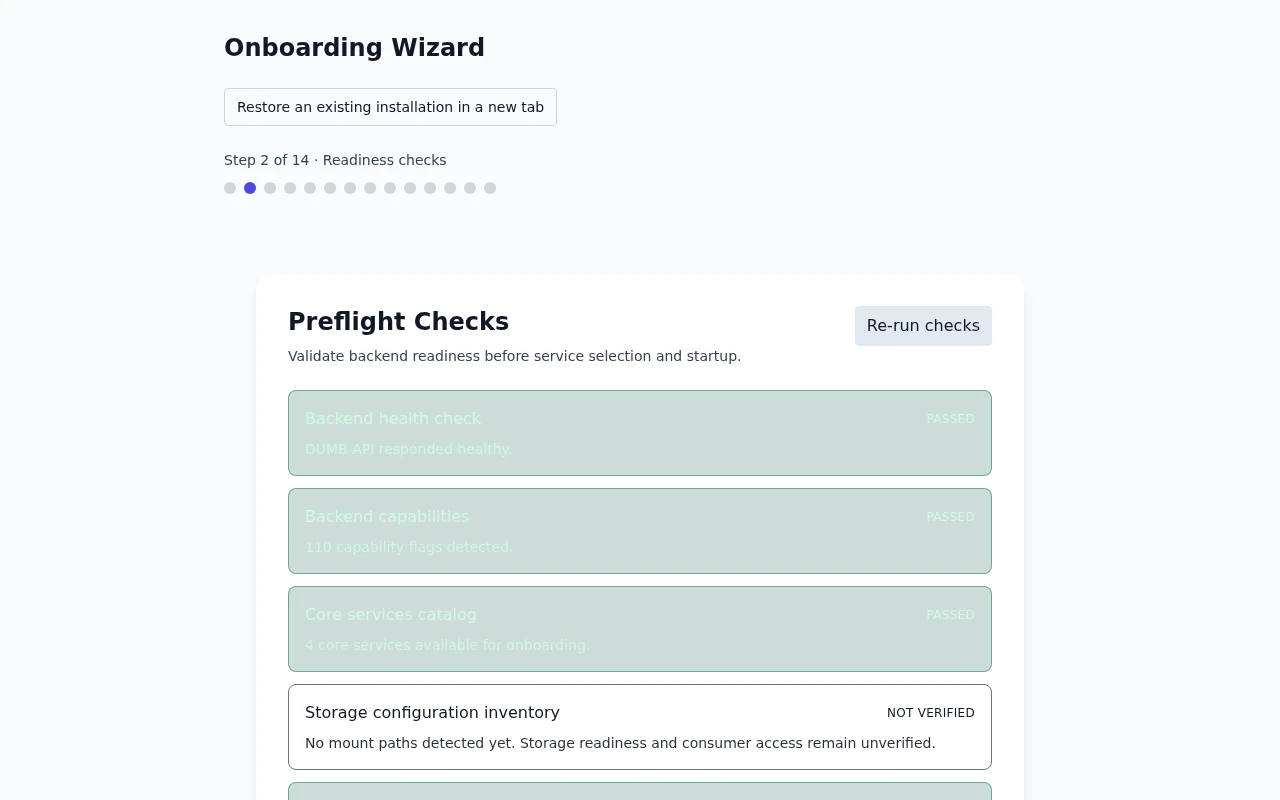 Onboarding Wizard
Restore an existing installation in a new tab
Step 2 of 14 · Readiness checks
Preflight Checks
Re-run checks
Validate backend readiness before service selection and startup.
Backend health check
PASSED
DUMB API responded healthy.
Backend capabilities
PASSED
110 capability flags detected.
Core services catalog
PASSED
4 core services available for onboarding.
Storage configuration inventory
NOT VERIFIED
No mount paths detected yet. Storage readiness and consumer access remain unverified.